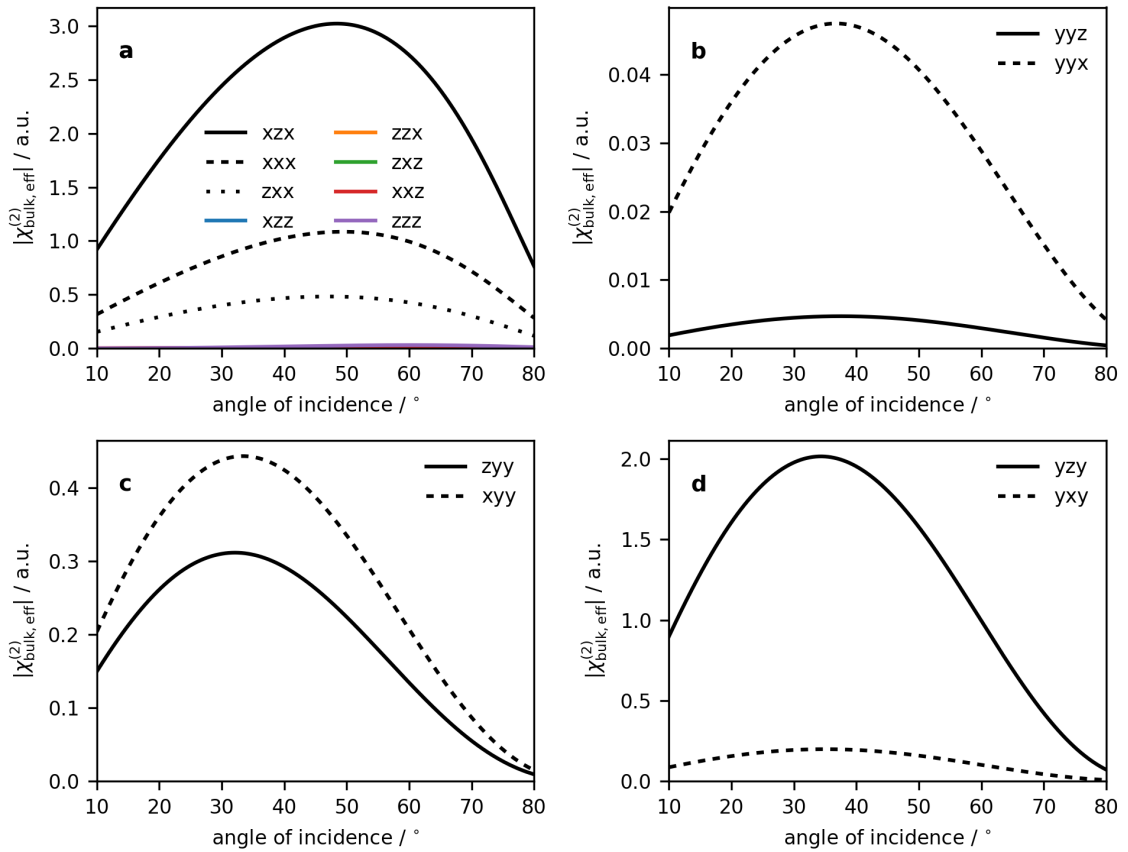 a
3.0
2.5
2.0
1.5
1.0
0.5
0.0
|χ^(2)_bulk, eff| / a.u.
xzx
xxx
zxx
xzz
zzx
zxz
xxz
zzz
10 20 30 40 50 60 70 80
angle of incidence / °
b
0.04
0.03
0.02
0.01
0.00
|χ^(2)_bulk, eff| / a.u.
yyz
yyx
10 20 30 40 50 60 70 80
angle of incidence / °
c
0.4
0.3
0.2
0.1
0.0
|χ^(2)_bulk, eff| / a.u.
zyy
xyy
10 20 30 40 50 60 70 80
angle of incidence / °
d
2.0
1.5
1.0
0.5
0.0
|χ^(2)_bulk, eff| / a.u.
yzy
yxy
10 20 30 40 50 60 70 80
angle of incidence / °